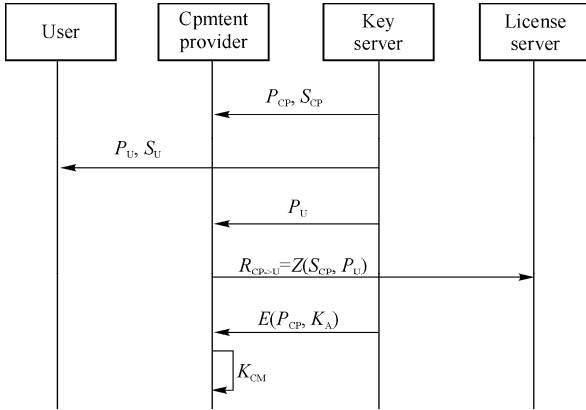 User
Cpmtent
provider
Key
server
License
server
P_CP, S_CP
P_U, S_U
P_U
R_CP->U=Z(S_CP, P_U)
E(P_CP, K_A)
K_CM